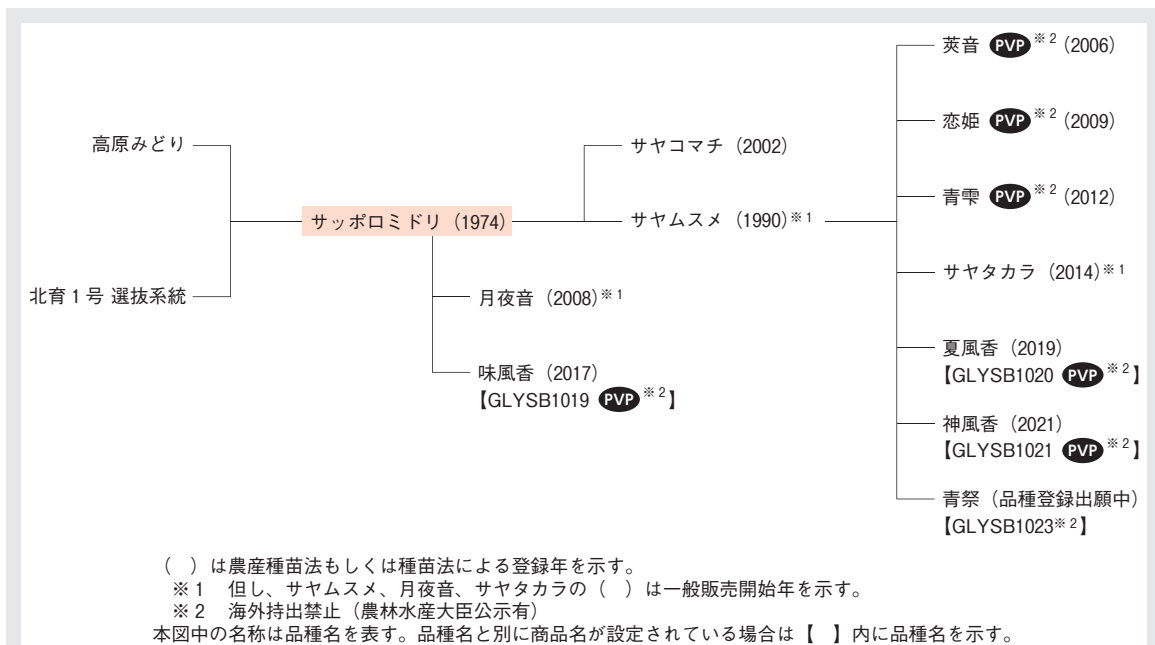 高原みどり
北育1号 選抜系統
サッポロミドリ（1974）
月夜音（2008）※1
味風香（2017）
【GLYSB1019 PVP ※2】
サヤコマチ（2002）
サヤムスメ（1990）※1
莢音 PVP ※2（2006）
恋姫 PVP ※2（2009）
青雫 PVP ※2（2012）
サヤタカラ（2014）※1
夏風香（2019）
【GLYSB1020 PVP ※2】
神風香（2021）
【GLYSB1021 PVP ※2】
青祭（品種登録出願中）
【GLYSB1023※2】
（　）は農産種苗法もしくは種苗法による登録年を示す。
※1　但し、サヤムスメ、月夜音、サヤタカラの（　）は一般販売開始年を示す。
※2　海外持出禁止（農林水産大臣公示有）
本図中の名称は品種名を表す。品種名と別に商品名が設定されている場合は【　】内に品種名を示す。